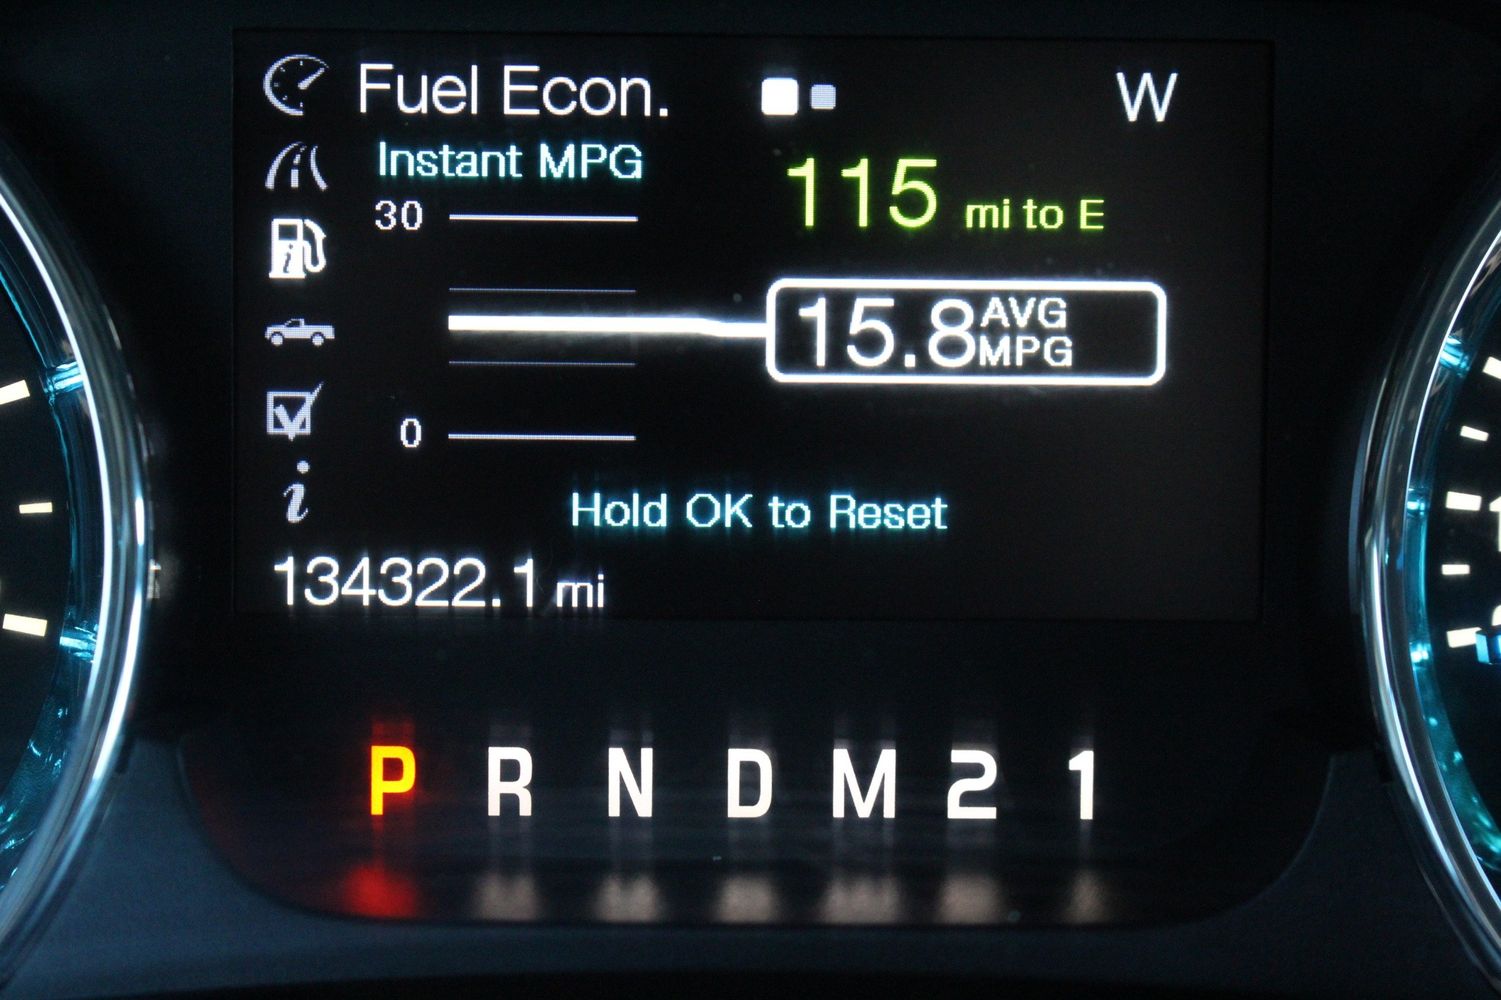 Fuel Econ.
W
Instant MPG
115 mi to E
30
15.8 AVG MPG
0
Hold OK to Reset
134322.1 mi
P R N D M 2 1